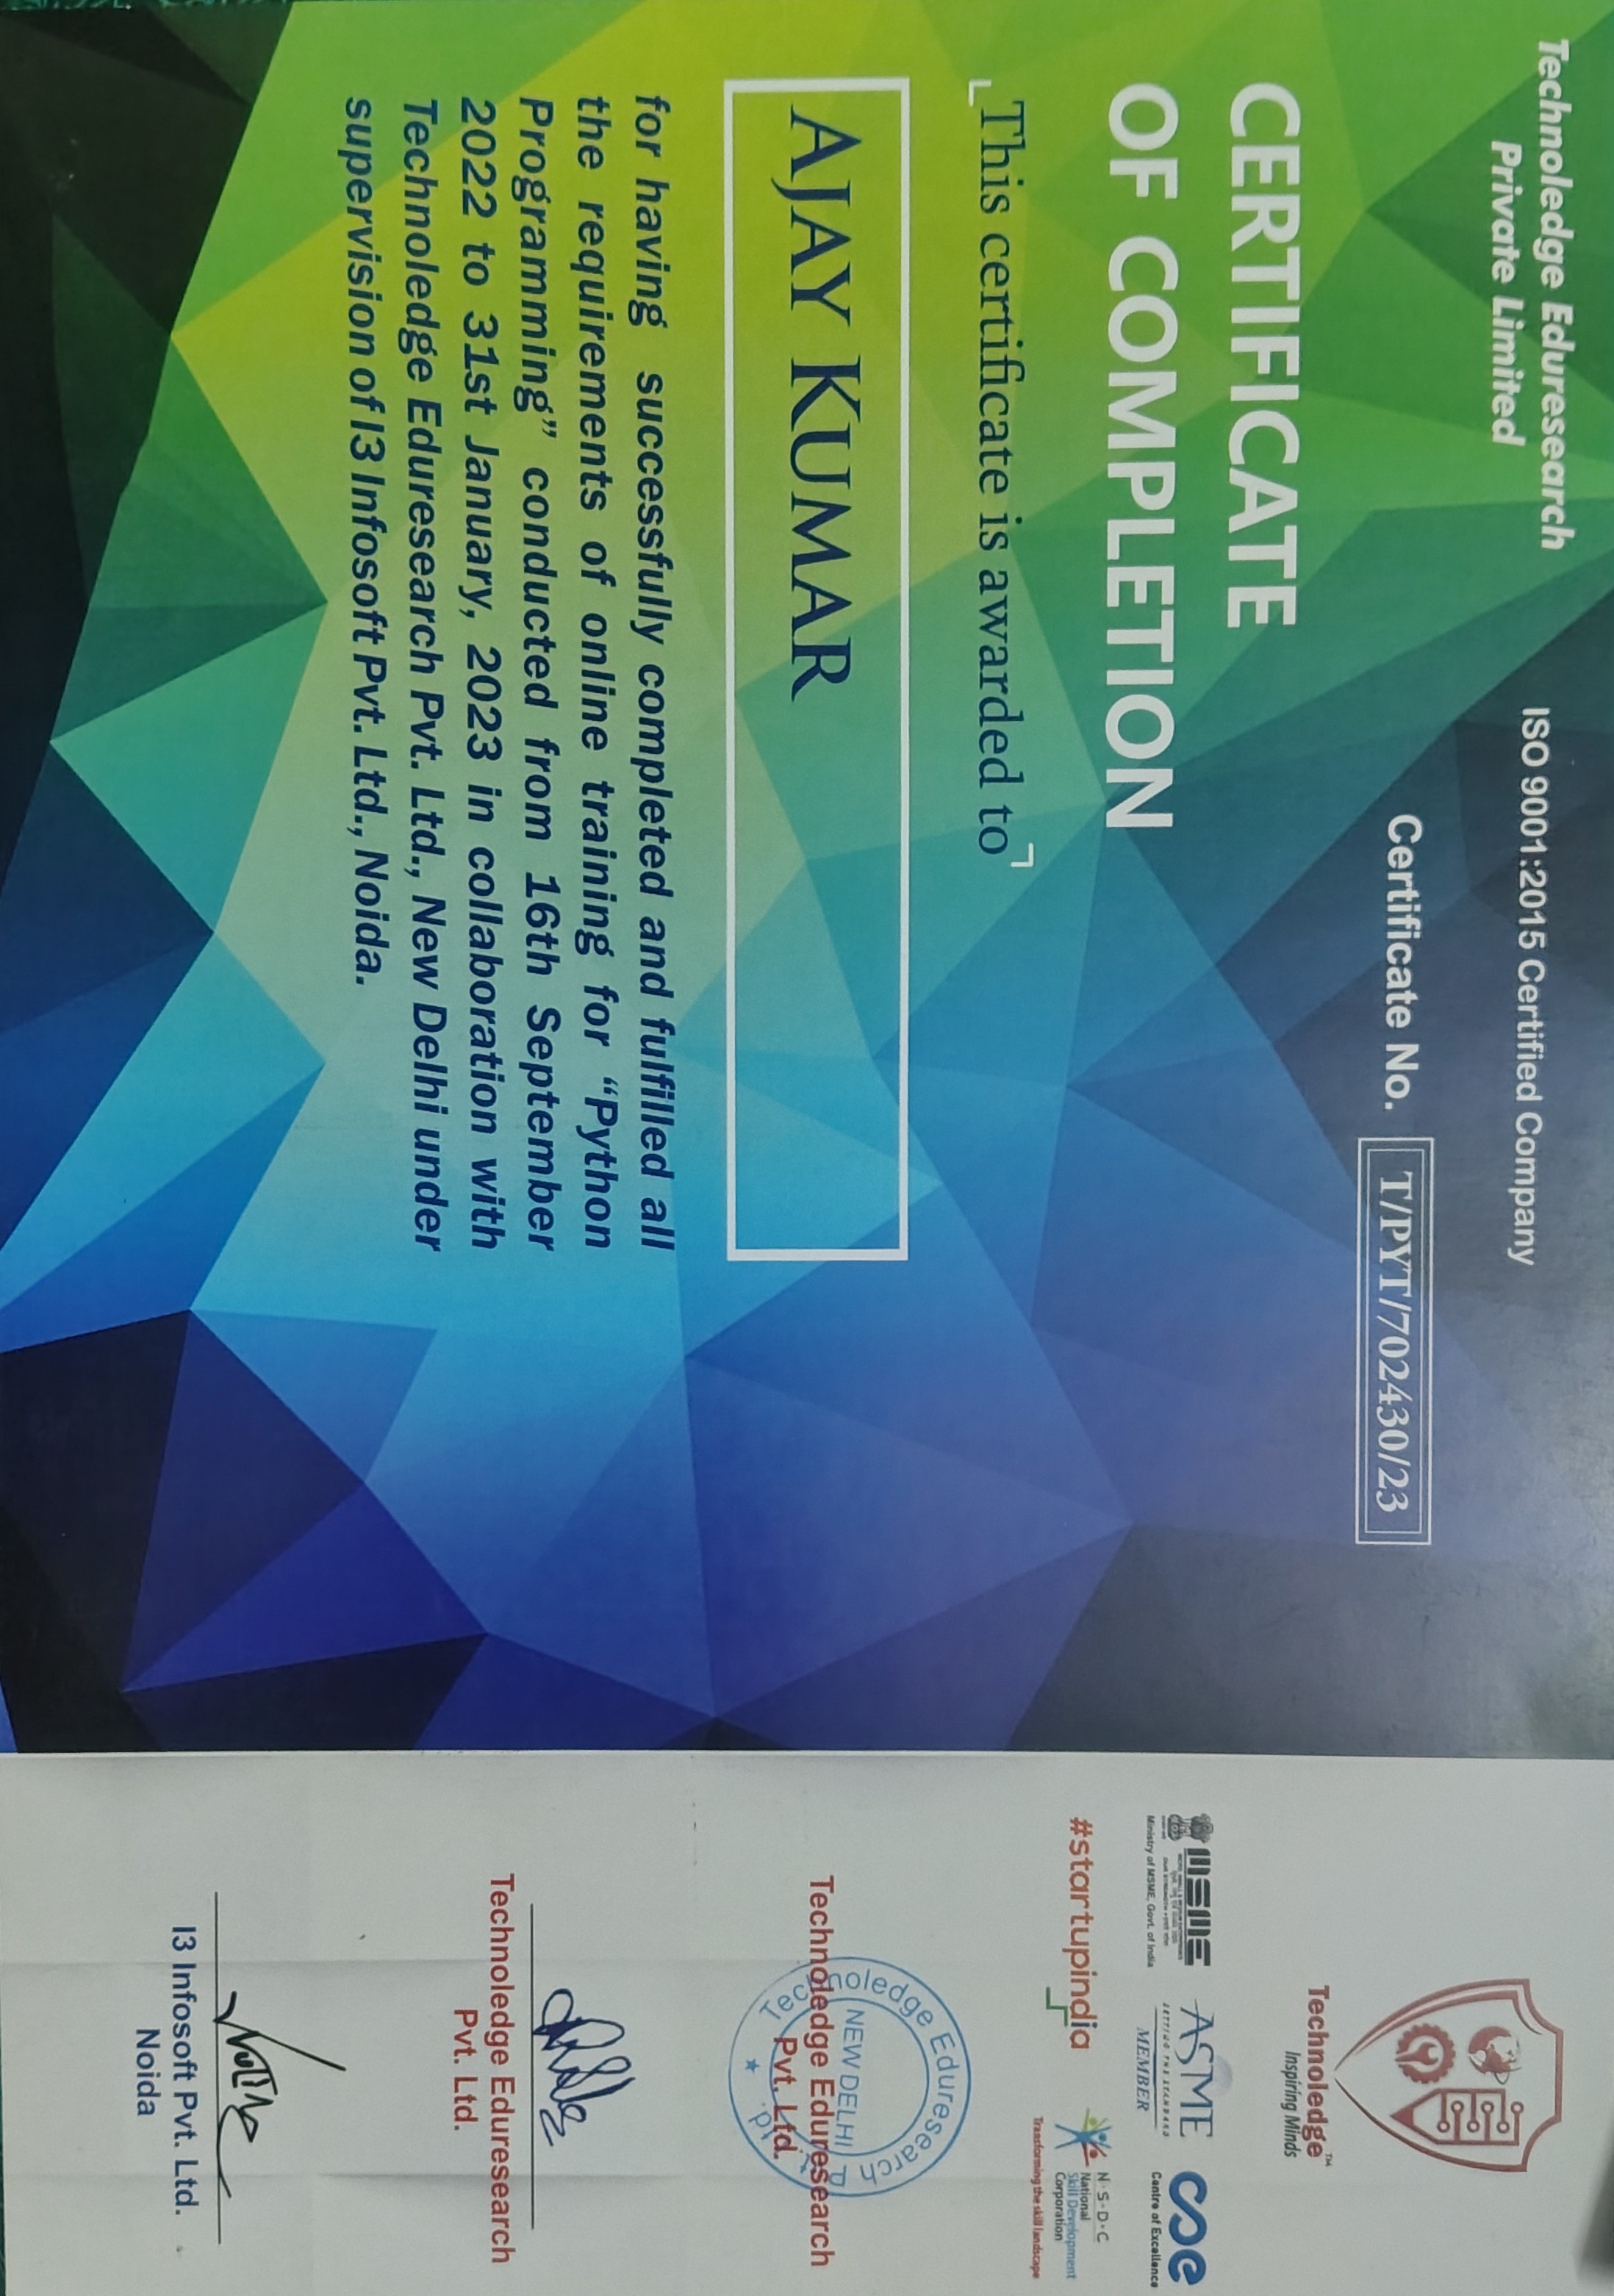 Technoledge Eduresearch
Private Limited
ISO 9001:2015 Certified Company
Certificate No.
T/PYT/702430/23
CERTIFICATE
OF COMPLETION
This certificate is awarded to
AJAY KUMAR
for having successfully completed and fulfilled all
the requirements of online training for “Python
Programming” conducted from 16th September
2022 to 31st January, 2023 in collaboration with
Technoledge Eduresearch Pvt. Ltd., New Delhi under
supervision of I3 Infosoft Pvt. Ltd., Noida.
Technoledge™
Inspiring Minds
MSME
Ministry of MSME, Govt. of India
ASME
SETTING THE STANDARD
MEMBER
coe
Centre of Excellence
#startupindia
N·S·D·C
National
Skill Development
Corporation
Transforming the skill landscape
Technoledge Eduresearch Pvt. Ltd.
NEW DELHI
Technoledge Eduresearch
Pvt. Ltd.
Technoledge Eduresearch
Pvt. Ltd.
I3 Infosoft Pvt. Ltd.
Noida